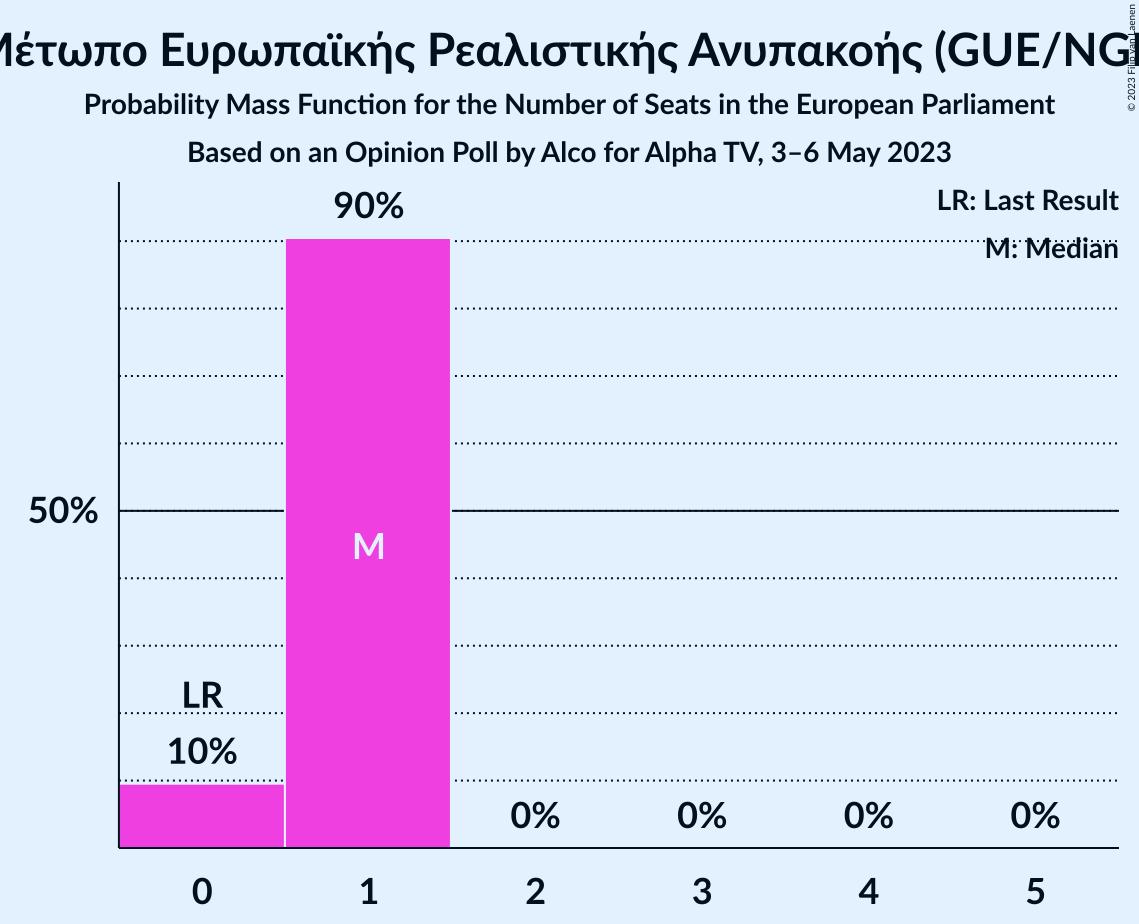 Μέτωπο Ευρωπαϊκής Ρεαλιστικής Ανυπακοής (GUE/NGL
© 2023 Filip van Laenen
Probability Mass Function for the Number of Seats in the European Parliament
Based on an Opinion Poll by Alco for Alpha TV, 3–6 May 2023
LR: Last Result
M: Median
90%
50%
M
LR
10%
0% 0% 0% 0%
0 1 2 3 4 5